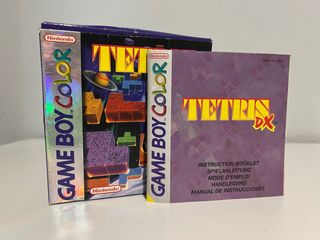 Nintendo
GAME BOY COLOR
TETRIS
Nintendo
Nintendo
GAME BOY COLOR
TETRIS
DX
INSTRUCTION BOOKLET
SPIELANLEITUNG
MODE D'EMPLOI
HANDLEIDING
MANUAL DE INSTRUCCIONES